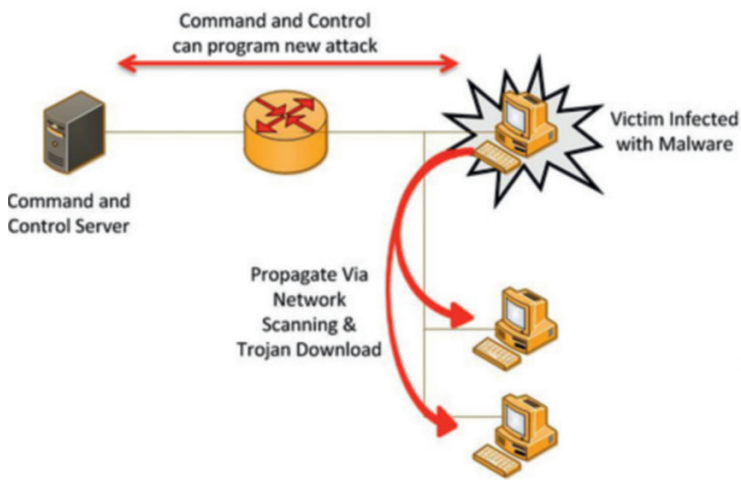 Command and Control
can program new attack
Victim Infected
with Malware
Command and
Control Server
Propagate Via
Network
Scanning &
Trojan Download